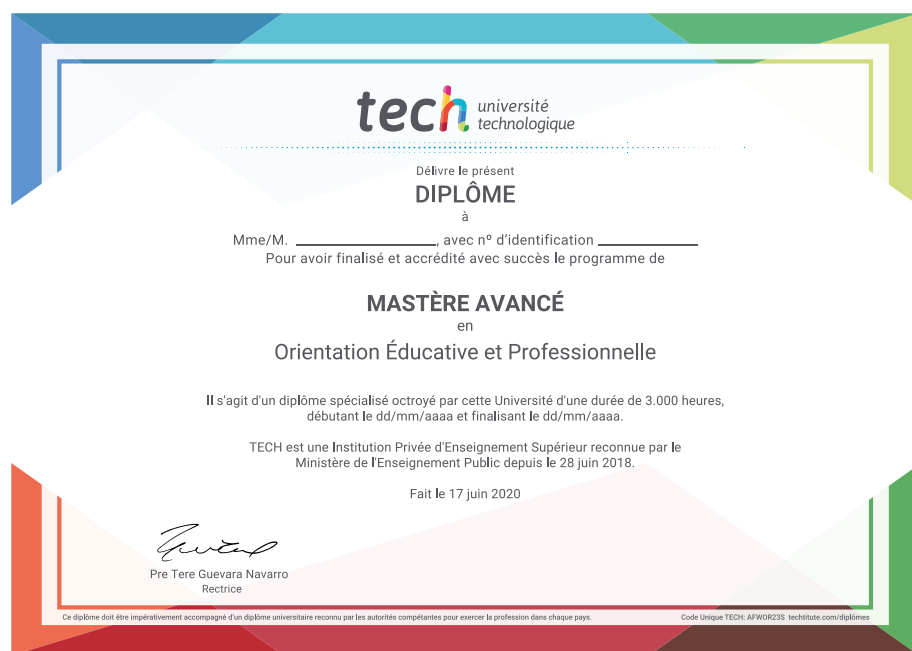 tech université
technologique
Délivre le présent
DIPLÔME
à
Mme/M. ____________________, avec nº d'identification ______________
Pour avoir finalisé et accrédité avec succès le programme de
MASTÈRE AVANCÉ
en
Orientation Éducative et Professionnelle
Il s'agit d'un diplôme spécialisé octroyé par cette Université d'une durée de 3.000 heures,
débutant le dd/mm/aaaa et finalisant le dd/mm/aaaa.
TECH est une Institution Privée d'Enseignement Supérieur reconnue par le
Ministère de l'Enseignement Public depuis le 28 juin 2018.
Fait le 17 juin 2020
Pre Tere Guevara Navarro
Rectrice
Ce diplôme doit être impérativement accompagné d'un diplôme universitaire reconnu par les autorités compétentes pour exercer la profession dans chaque pays. Code Unique TECH: AFWOR23S techtitute.com/diplômes